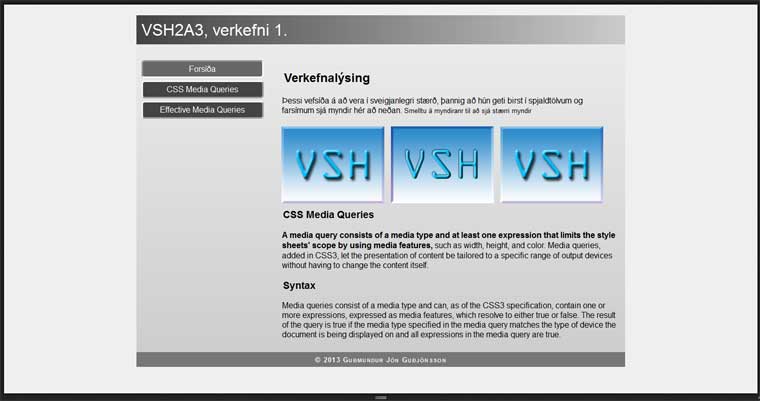 VSH2A3, verkefni 1.
Forsíða
CSS Media Queries
Effective Media Queries
Verkefnalýsing
Þessi vefsíða á að vera í sveigjanlegri stærð, þannig að hún geti birst í spjaldtölvum og
farsímum sjá myndir hér að neðan. Smelltu á myndiranr til að sjá stærri myndir
VSH VSH VSH
CSS Media Queries
A media query consists of a media type and at least one expression that limits the style
sheets' scope by using media features, such as width, height, and color. Media queries,
added in CSS3, let the presentation of content be tailored to a specific range of output devices
without having to change the content itself.
Syntax
Media queries consist of a media type and can, as of the CSS3 specification, contain one or
more expressions, expressed as media features, which resolve to either true or false. The result
of the query is true if the media type specified in the media query matches the type of device the
document is being displayed on and all expressions in the media query are true.
© 2013 Guðmundur Jón Guðjónsson